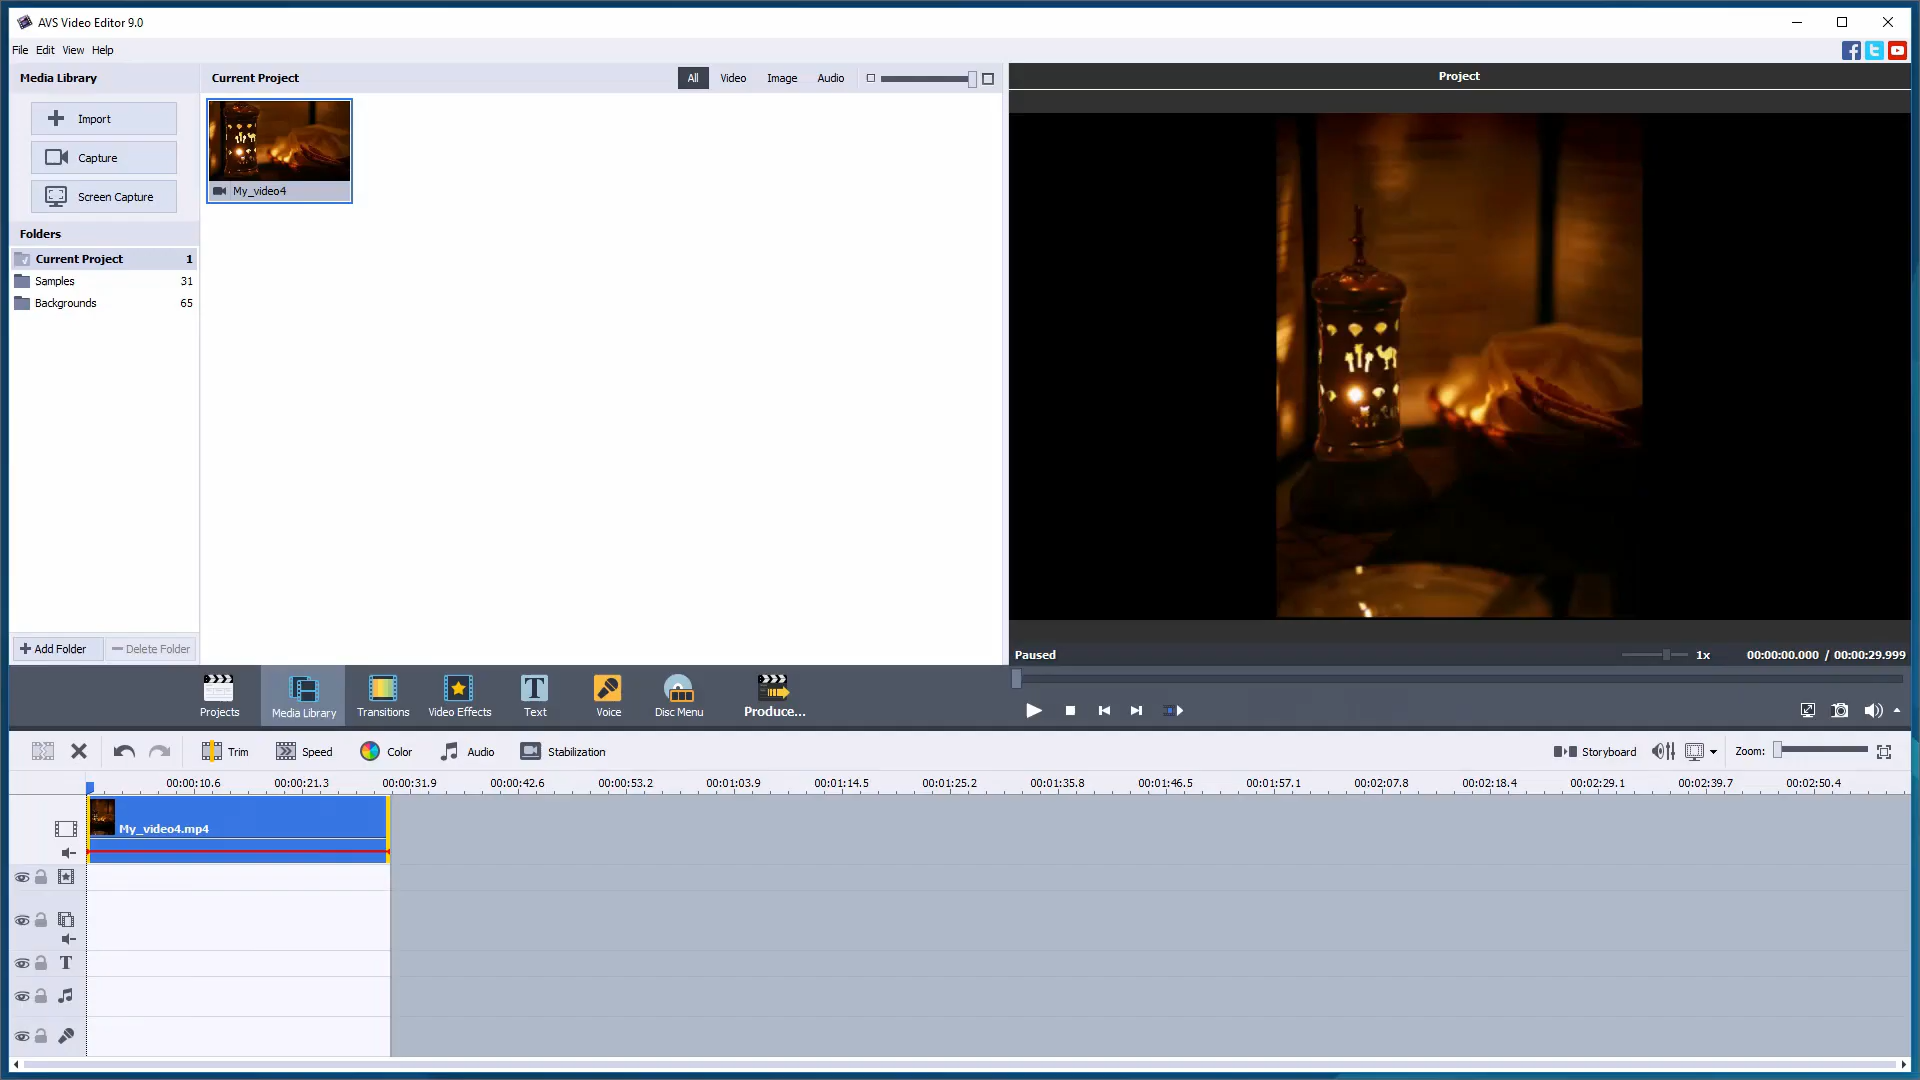 AVS Video Editor 9.0
File Edit View Help
Media Library
Current Project
All Video Image Audio
Project
Import
Capture
Screen Capture
My_video4
Folders
Current Project 1
Samples 31
Backgrounds 65
Add Folder
Delete Folder
Paused
1x
00:00:00.000 / 00:00:29.999
Projects
Media Library
Transitions
Video Effects
Text
Voice
Disc Menu
Produce...
Trim
Speed
Color
Audio
Stabilization
Storyboard
Zoom:
00:00:10.6 00:00:21.3 00:00:31.9 00:00:42.6 00:00:53.2 00:01:03.9 00:01:14.5 00:01:25.2 00:01:35.8 00:01:46.5 00:01:57.1 00:02:07.8 00:02:18.4 00:02:29.1 00:02:39.7 00:02:50.4
My_video4.mp4